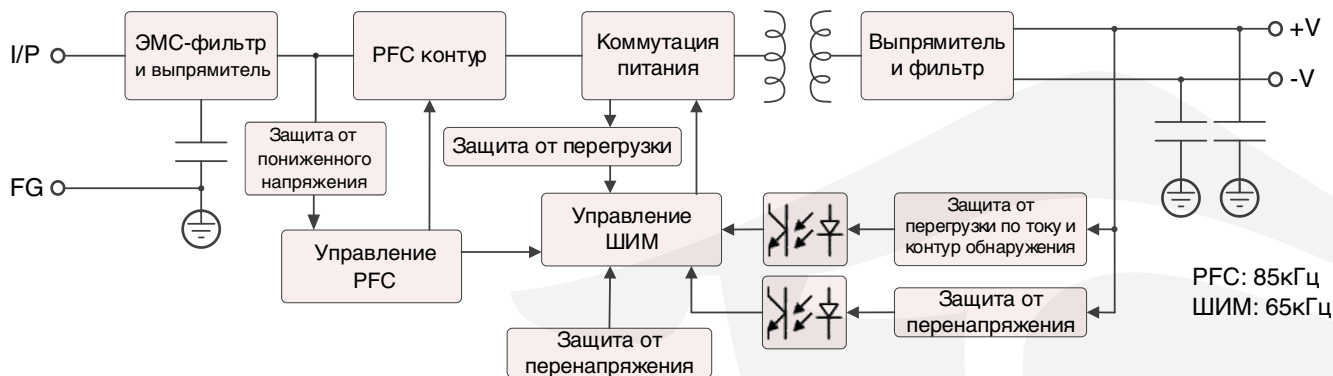 I/P
ЭМС-фильтр
и выпрямитель
PFC контур
Коммутация
питания
Выпрямитель
и фильтр
+V
-V
Защита от
пониженного
напряжения
Защита от перегрузки
FG
Управление
PFC
Управление
ШИМ
Защита от
перегрузки по току и
контур обнаружения
Защита от
перенапряжения
Защита от
перенапряжения
PFC: 85кГц
ШИМ: 65кГц